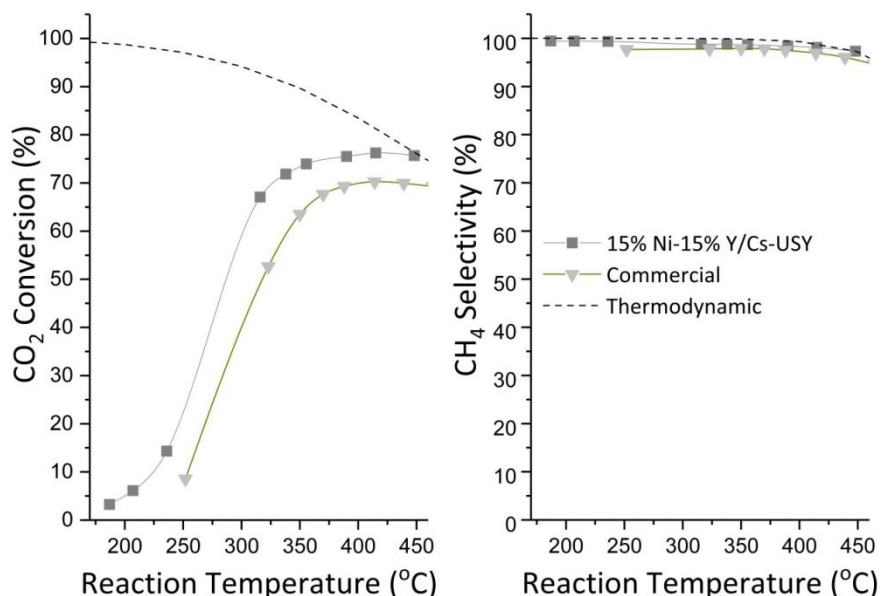 CO2 Conversion (%)
100
90
80
70
60
50
40
30
20
10
0
200 250 300 350 400 450
Reaction Temperature (oC)
CH4 Selectivity (%)
100
90
80
70
60
50
40
30
20
10
0
15% Ni-15% Y/Cs-USY
Commercial
Thermodynamic
200 250 300 350 400 450
Reaction Temperature (oC)